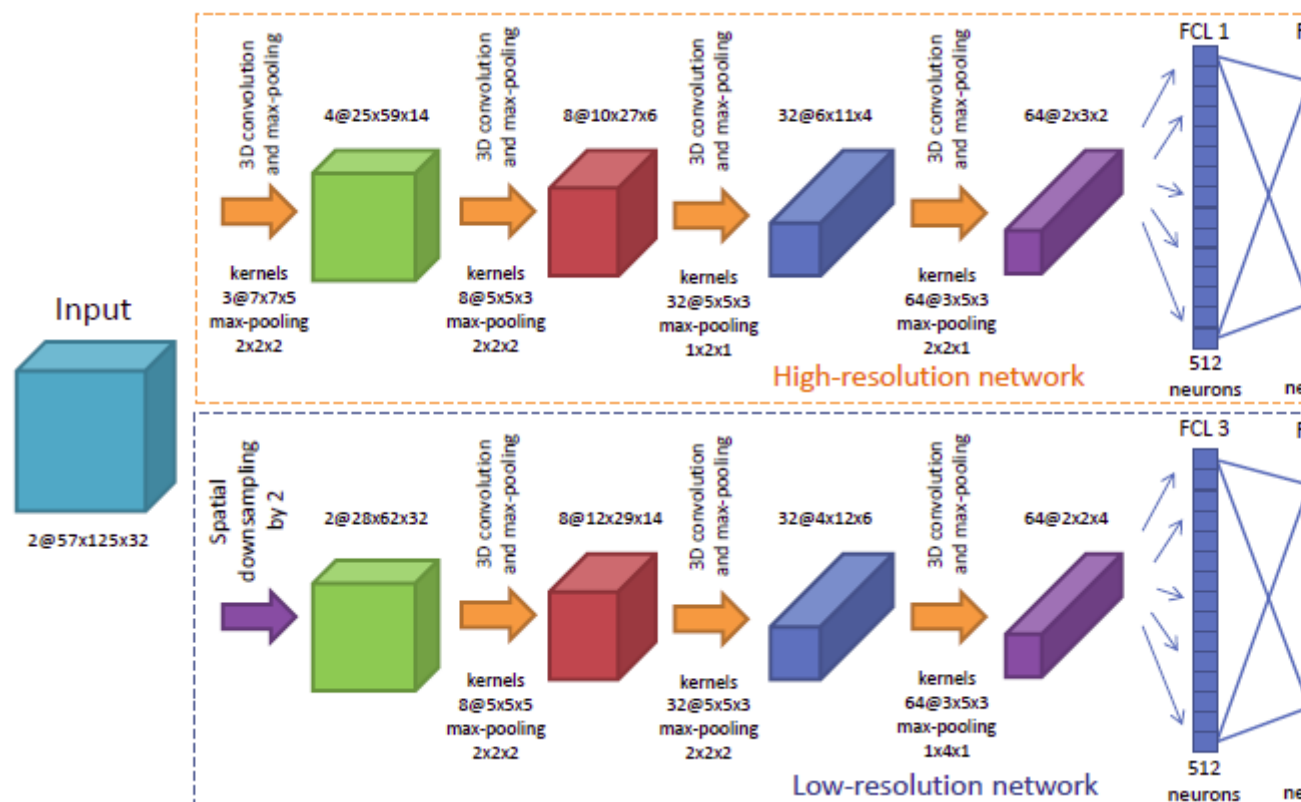 Input
2@57x125x32
3D convolution
and max-pooling
kernels
3@7x7x5
max-pooling
2x2x2
4@25x59x14
3D convolution
and max-pooling
kernels
8@5x5x3
max-pooling
2x2x2
8@10x27x6
3D convolution
and max-pooling
kernels
32@5x5x3
max-pooling
1x2x1
32@6x11x4
3D convolution
and max-pooling
kernels
64@3x5x3
max-pooling
2x2x1
64@2x3x2
FCL 1
512
neurons
F
ne
High-resolution network
Spatial
downsampling
by 2
2@28x62x32
3D convolution
and max-pooling
kernels
8@5x5x5
max-pooling
2x2x2
8@12x29x14
3D convolution
and max-pooling
kernels
32@5x5x3
max-pooling
2x2x2
32@4x12x6
3D convolution
and max-pooling
kernels
64@3x5x3
max-pooling
1x4x1
64@2x2x4
FCL 3
512
neurons
F
ne
Low-resolution network